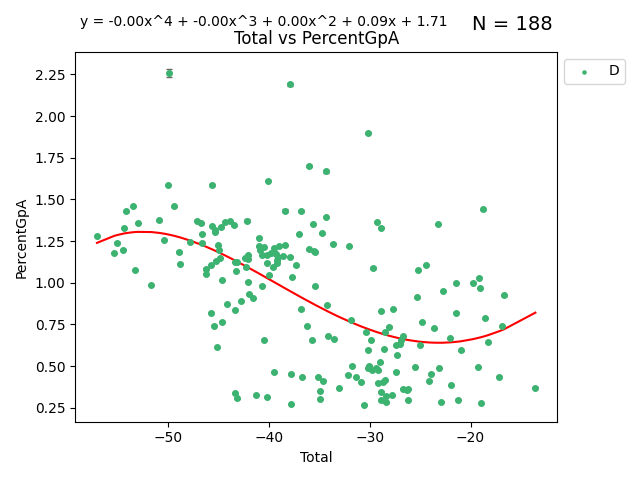 y = -0.00x^4 + -0.00x^3 + 0.00x^2 + 0.09x + 1.71
N = 188
Total vs PercentGpA
D
PercentGpA
2.25
2.00
1.75
1.50
1.25
1.00
0.75
0.50
0.25
−50
−40
−30
−20
Total